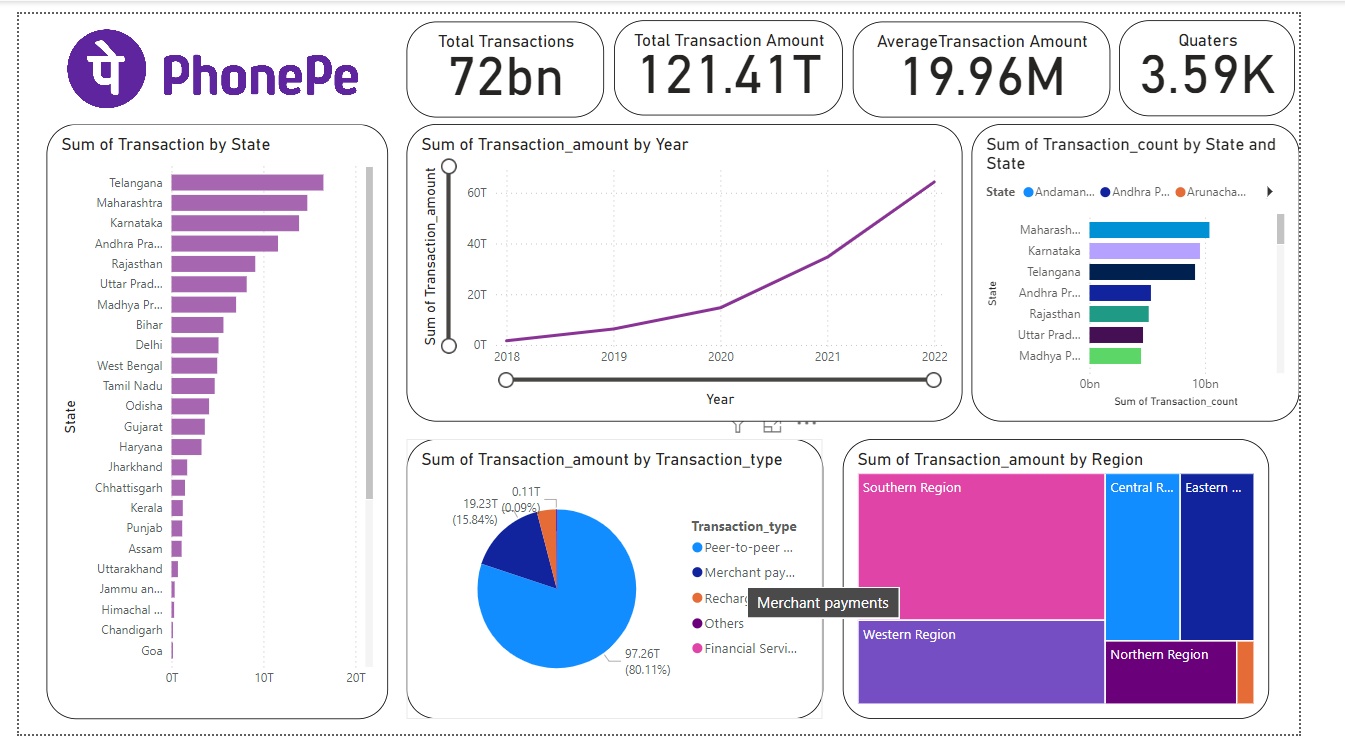 पे PhonePe
Total Transactions
72bn
Total Transaction Amount
121.41T
AverageTransaction Amount
19.96M
Quaters
3.59K
Sum of Transaction by State
State
Telangana
Maharashtra
Karnataka
Andhra Pra...
Rajasthan
Uttar Prad...
Madhya Pr...
Bihar
Delhi
West Bengal
Tamil Nadu
Odisha
Gujarat
Haryana
Jharkhand
Chhattisgarh
Kerala
Punjab
Assam
Uttarakhand
Jammu an...
Himachal ...
Chandigarh
Goa
0T 10T 20T
Sum of Transaction_amount by Year
Sum of Transaction_amount
60T
40T
20T
0T
2018 2019 2020 2021 2022
Year
Sum of Transaction_count by State and
State
State Andaman... Andhra P... Arunacha...
State
Maharash...
Karnataka
Telangana
Andhra Pr...
Rajasthan
Uttar Prad...
Madhya P...
0bn 10bn
Sum of Transaction_count
Sum of Transaction_amount by Transaction_type
0.11T
(0.09%)
19.23T
(15.84%)
97.26T
(80.11%)
Transaction_type
Peer-to-peer ...
Merchant pay...
Recharg
Merchant payments
Others
Financial Servi...
Sum of Transaction_amount by Region
Southern Region
Central R...
Eastern ...
Western Region
Northern Region